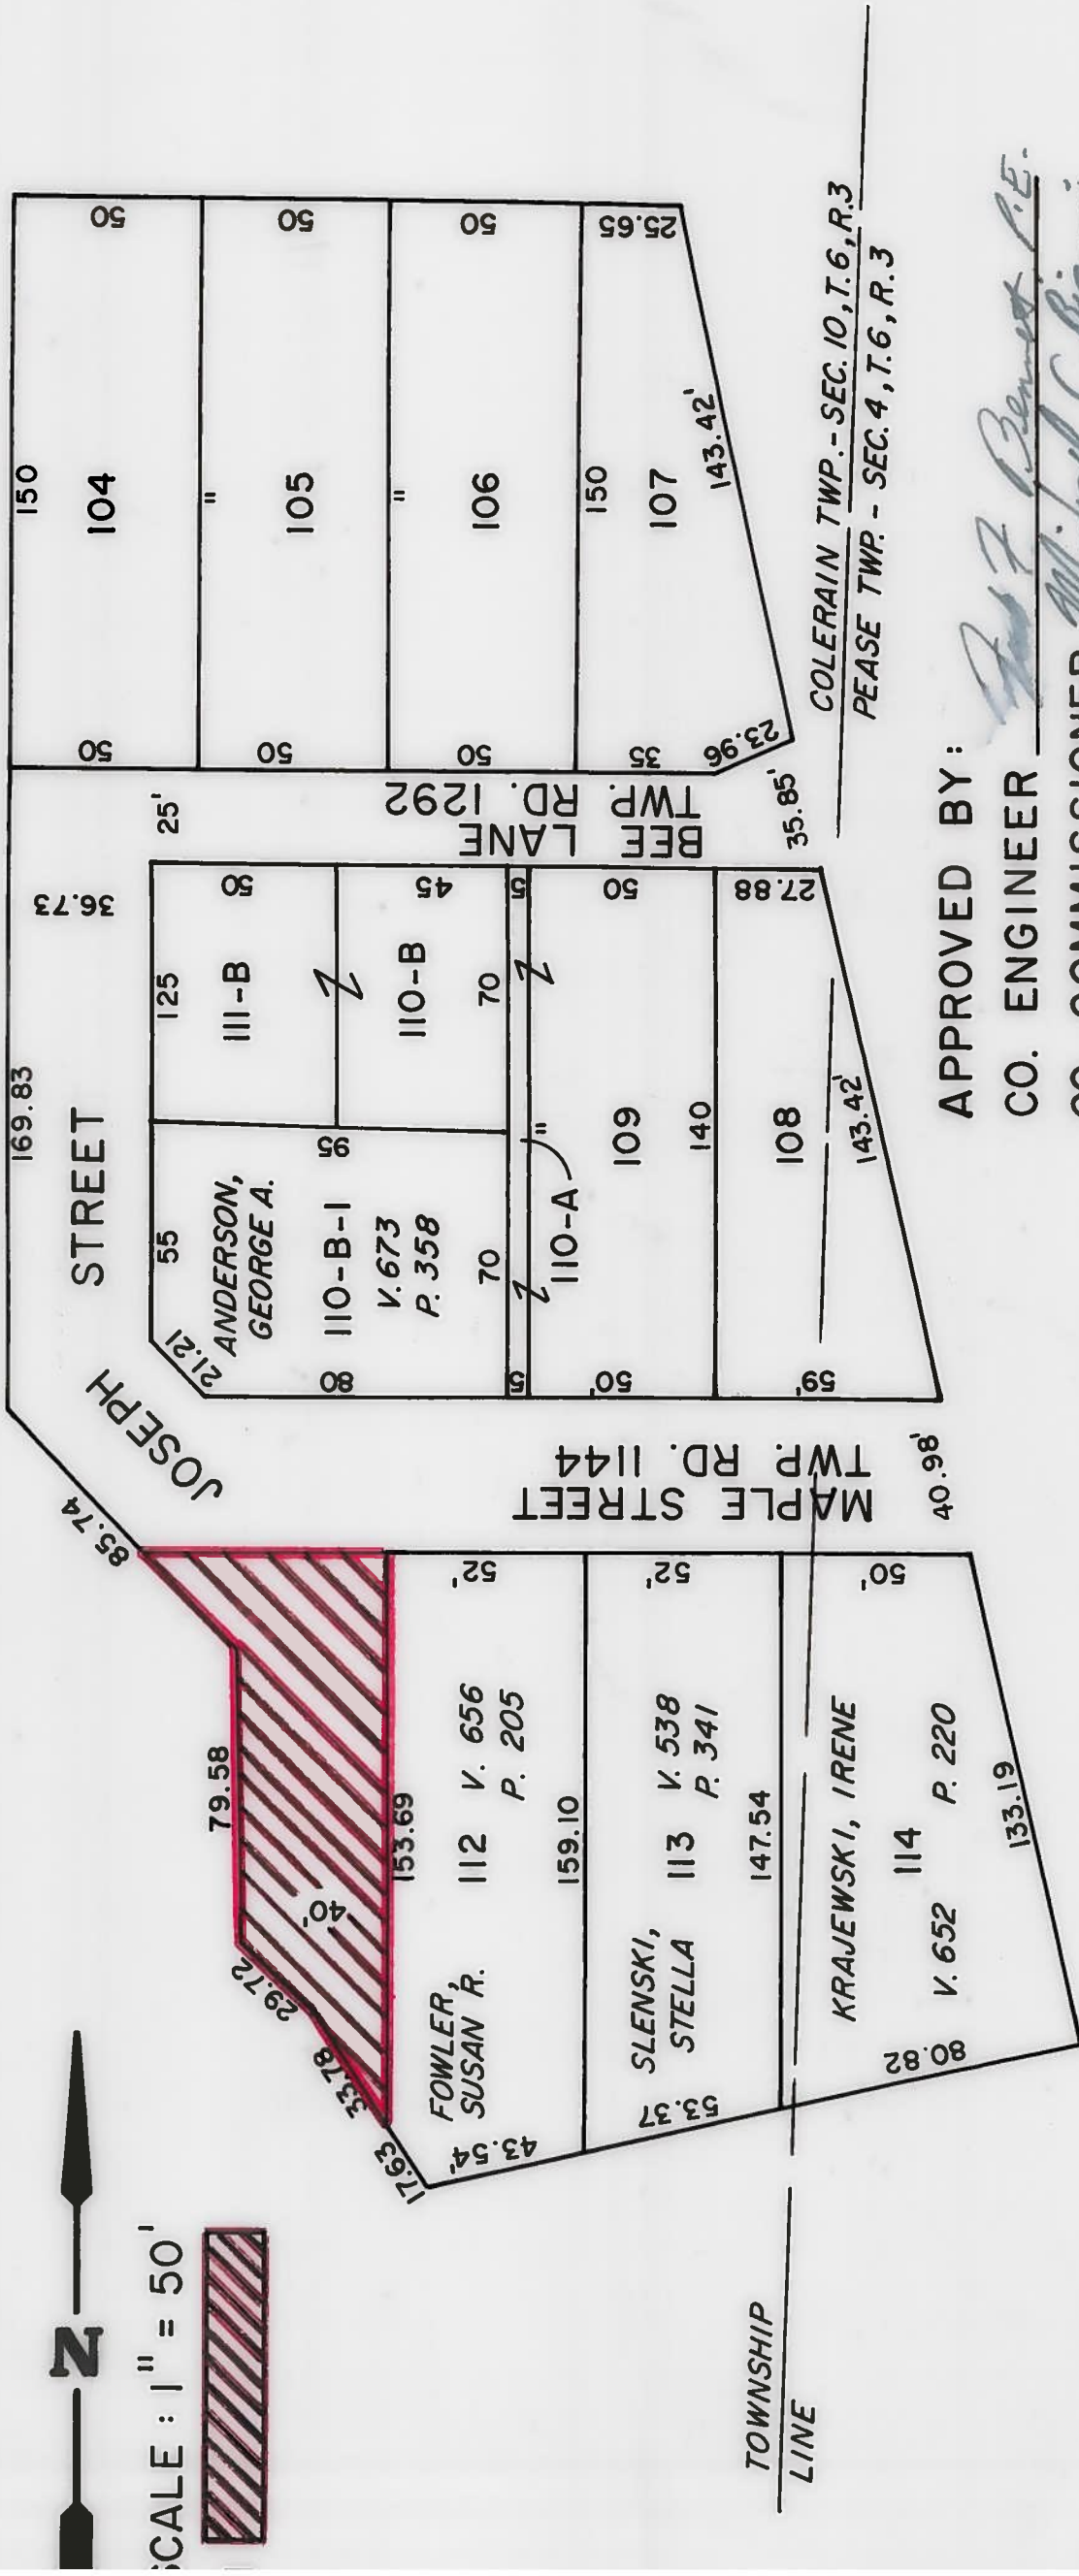 N
SCALE : 1" = 50'
169.83
STREET
JOSEPH
36.73
25'
85.74
79.58
29.72
33.78
17.63
40'
153.69
FOWLER,
SUSAN R.
112 V. 656
P. 205
43.54'
52'
159.10
SLENSKI,
STELLA
113 V. 538
P. 341
53.37
52'
147.54
KRAJEWSKI, IRENE
114
V. 652 P. 220
80.82
50'
133.19
MAPLE STREET
TWP. RD. 1144
40.98'
21.21
55
ANDERSON,
GEORGE A.
110-B-1
V. 673
P. 358
80
95
70
125
111-B
50
110-B
45
70
5
5
"
110-A
50'
109
50
140
59'
108
27.88
143.42'
BEE LANE
TWP. RD. 1292
35.85'
150
50
104
50
"
50
105
50
"
50
106
50
150
35
107
25.65
23.96
143.42'
COLERAIN TWP.-SEC. 10, T.6, R.3
PEASE TWP. - SEC. 4, T.6, R.3
TOWNSHIP
LINE
APPROVED BY:
CO. ENGINEER Bennett P.E.
CO. COMMISSIONER